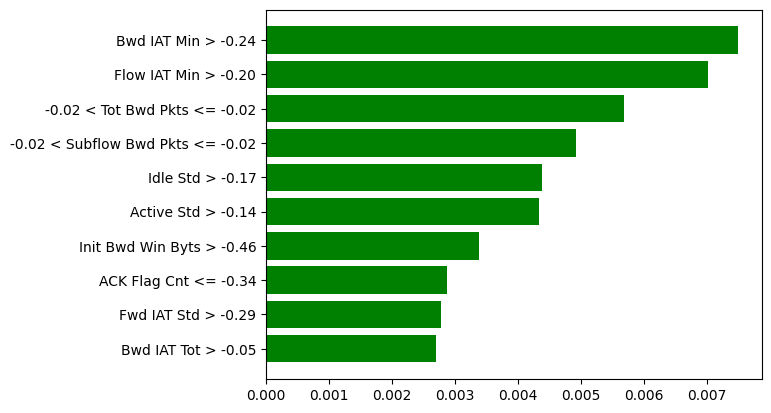 Bwd IAT Min > -0.24
Flow IAT Min > -0.20
-0.02 < Tot Bwd Pkts <= -0.02
-0.02 < Subflow Bwd Pkts <= -0.02
Idle Std > -0.17
Active Std > -0.14
Init Bwd Win Byts > -0.46
ACK Flag Cnt <= -0.34
Fwd IAT Std > -0.29
Bwd IAT Tot > -0.05
0.000 0.001 0.002 0.003 0.004 0.005 0.006 0.007